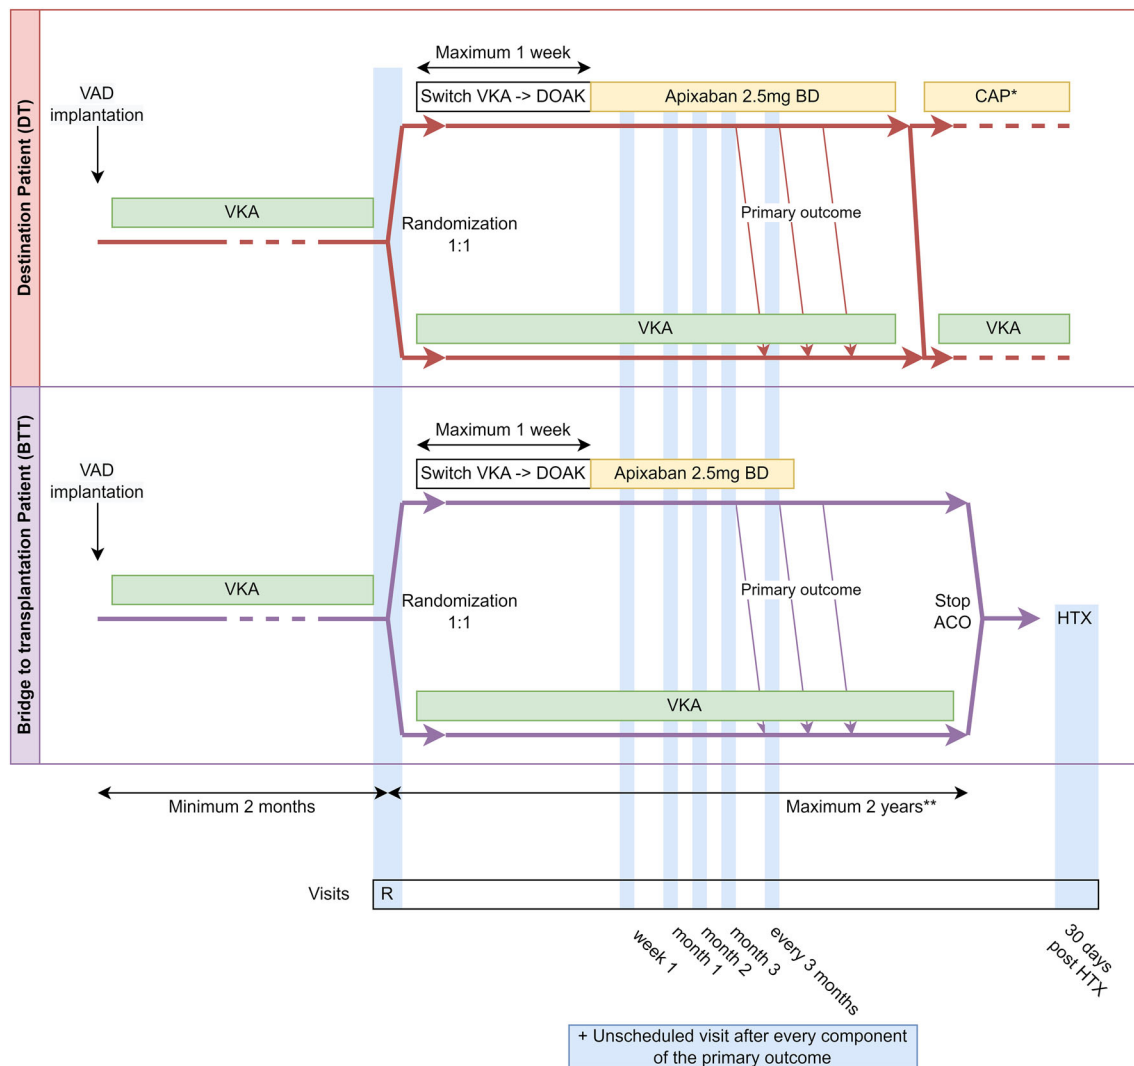 Destination Patient (DT)
VAD
implantation
VKA
Maximum 1 week
Switch VKA -> DOAK
Apixaban 2.5mg BD
CAP*
Randomization
1:1
Primary outcome
VKA
VKA
Bridge to transplantation Patient (BTT)
VAD
implantation
VKA
Maximum 1 week
Switch VKA -> DOAK
Apixaban 2.5mg BD
Randomization
1:1
Primary outcome
Stop
ACO
HTX
VKA
Minimum 2 months
Maximum 2 years**
Visits
R
week 1
month 1
month 2
month 3
every 3 months
30 days
post HTX
+ Unscheduled visit after every component
of the primary outcome